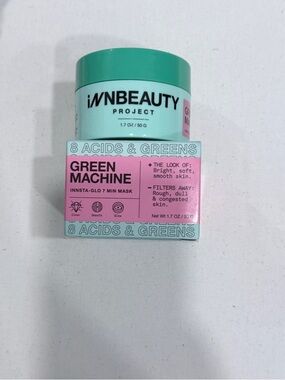 iNNBEAUTY
PROJECT
1.7 OZ / 50 G
8 ACIDS & GREENS
GREEN
MACHINE
INNSTA-GLO 7 MIN MASK
+ THE LOOK OF:
Bright, soft,
smooth skin.
– FILTERS AWAY:
Rough, dull
& congested
skin.
Net Wt 1.7 OZ / 50 G
8 ACIDS & GREENS